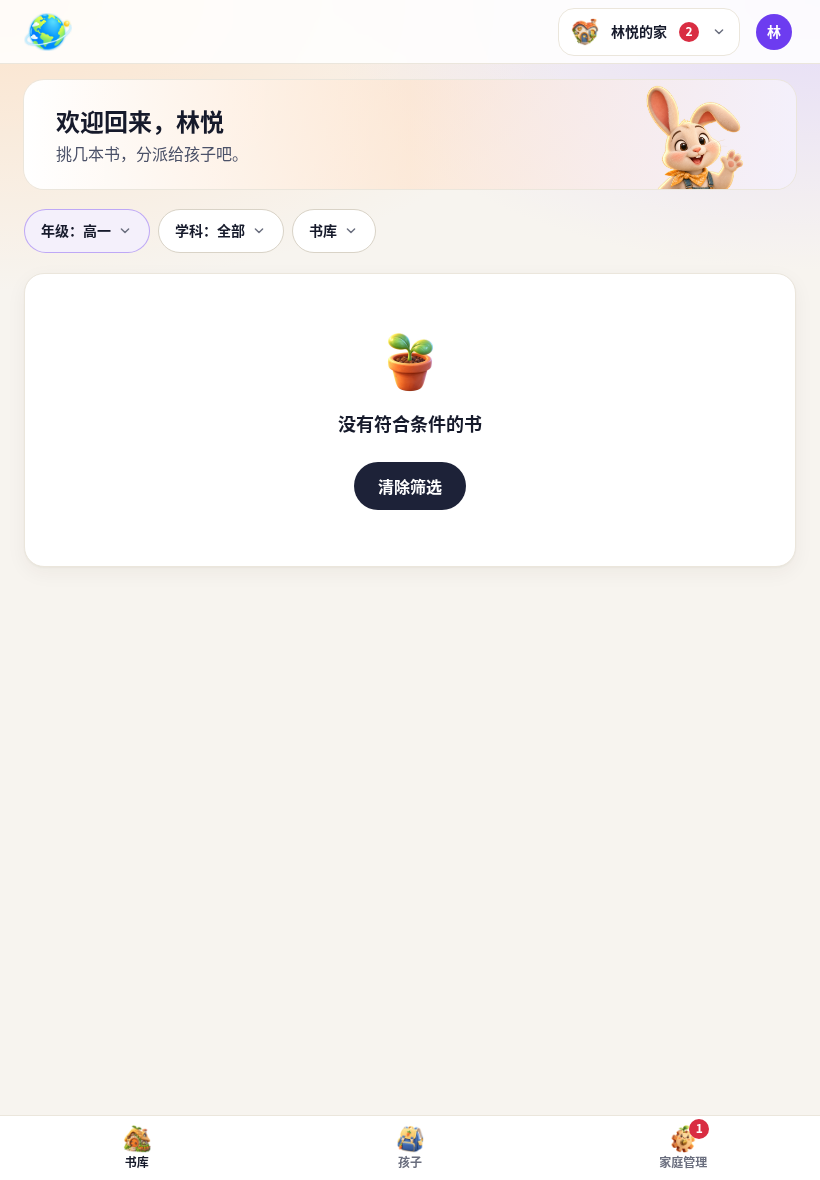 林悦的家 2
林
欢迎回来，林悦
挑几本书，分派给孩子吧。
年级：高一
学科：全部
书库
没有符合条件的书
清除筛选
书库
孩子
1
家庭管理